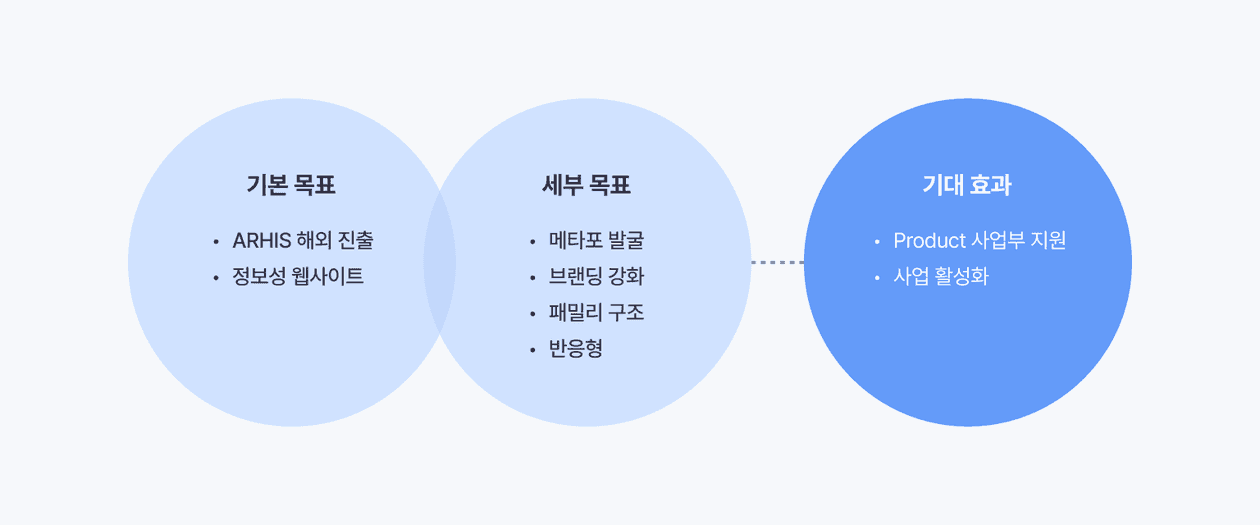 기본 목표
• ARHIS 해외 진출
• 정보성 웹사이트
세부 목표
• 메타포 발굴
• 브랜딩 강화
• 패밀리 구조
• 반응형
기대 효과
• Product 사업부 지원
• 사업 활성화